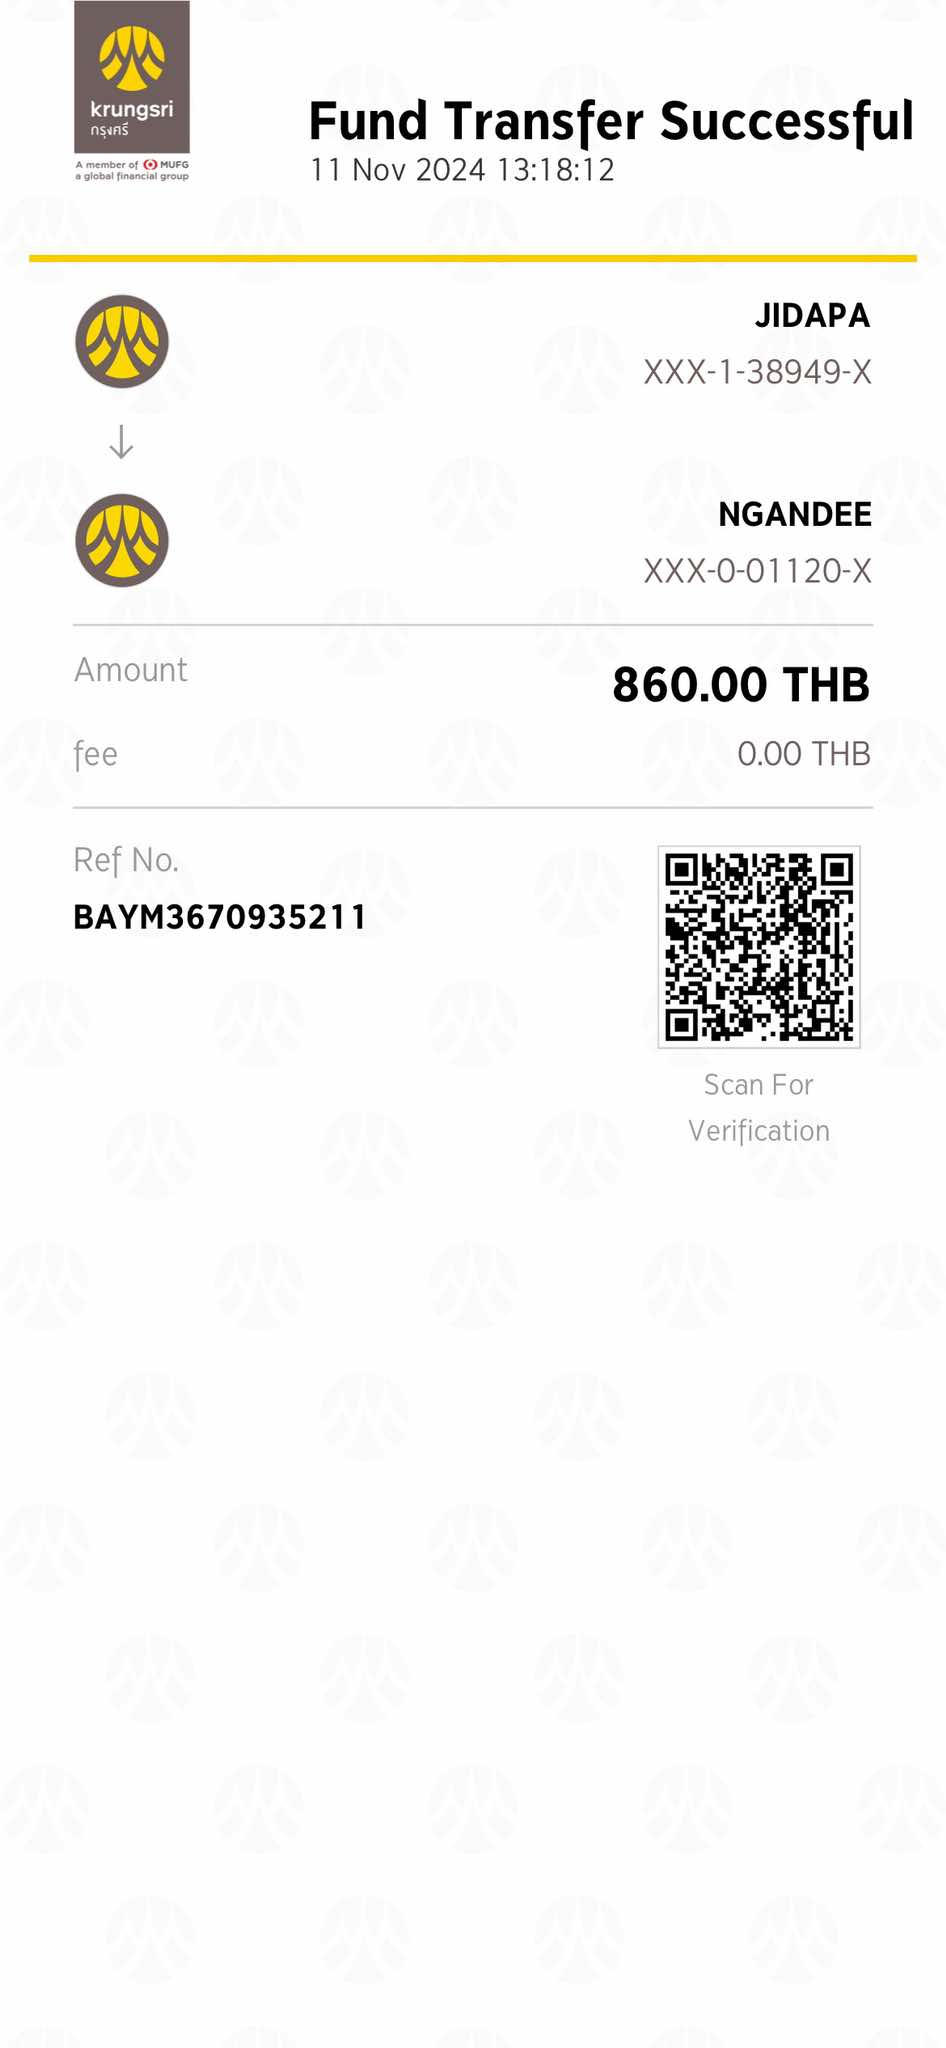 krungsri
กรุงศรี
A member of MUFG
a global financial group
Fund Transfer Successful
11 Nov 2024 13:18:12
JIDAPA
XXX-1-38949-X
NGANDEE
XXX-0-01120-X
Amount
860.00 THB
fee
0.00 THB
Ref No.
BAYM3670935211
Scan For
Verification